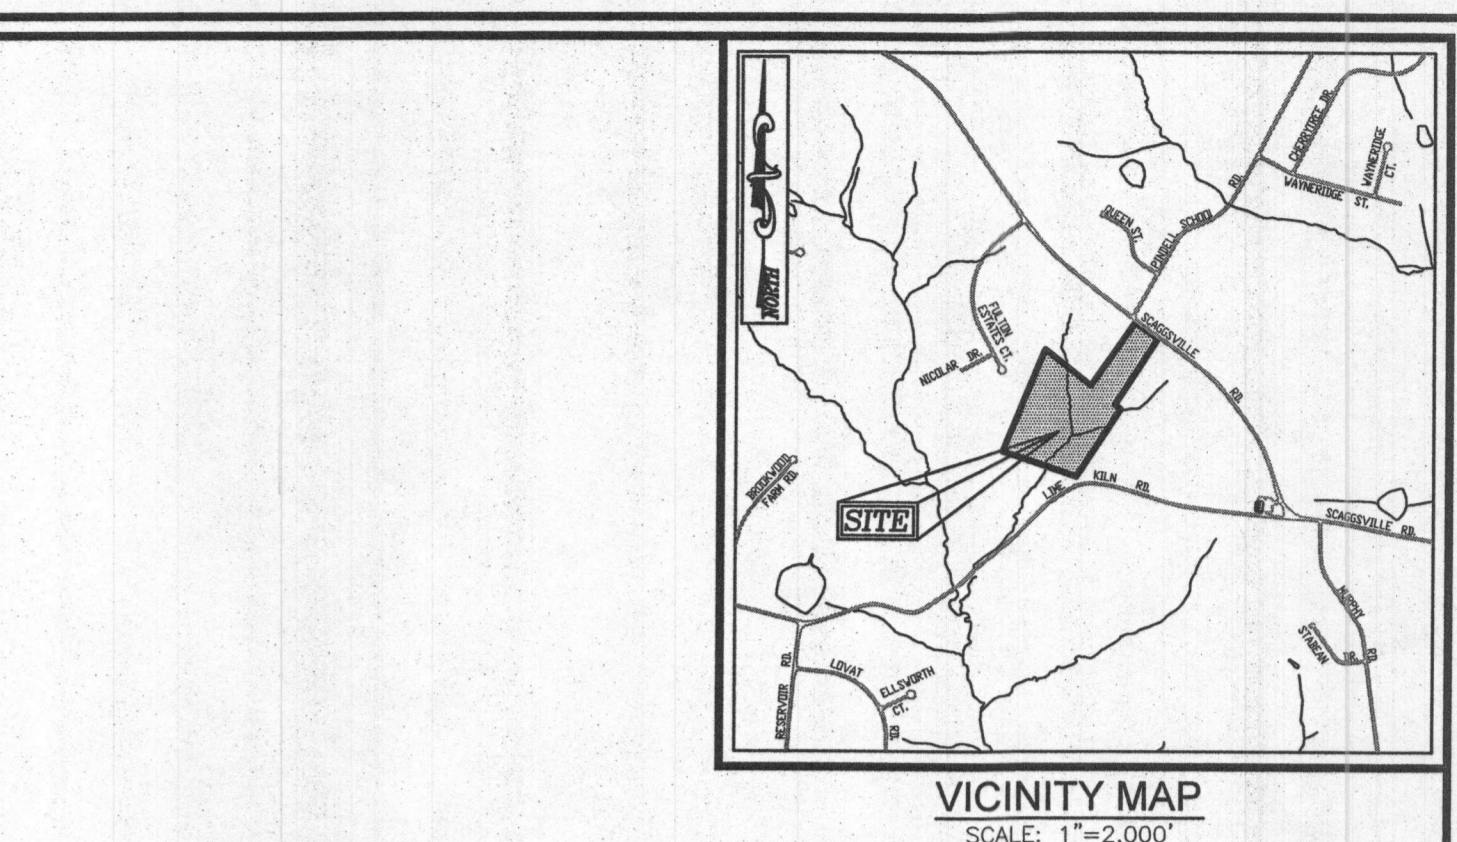 NORTH
CHERRYTREE DR.
WAYNERIDGE
CT.
WAYNERIDGE ST.
QUEEN ST.
PINDELL SCHOOL RD.
FULTON
ESTATES CT.
NICOLAR DR.
SCAGGSVILLE RD.
BROOKWOOD
FARM RD.
SITE
LIME KILN RD.
SCAGGSVILLE RD.
MURPHY RD.
STABEAN DR.
RESERVOIR RD.
LOVAT RD.
ELLSWORTH
CT.
VICINITY MAP
SCALE: 1"=2,000'